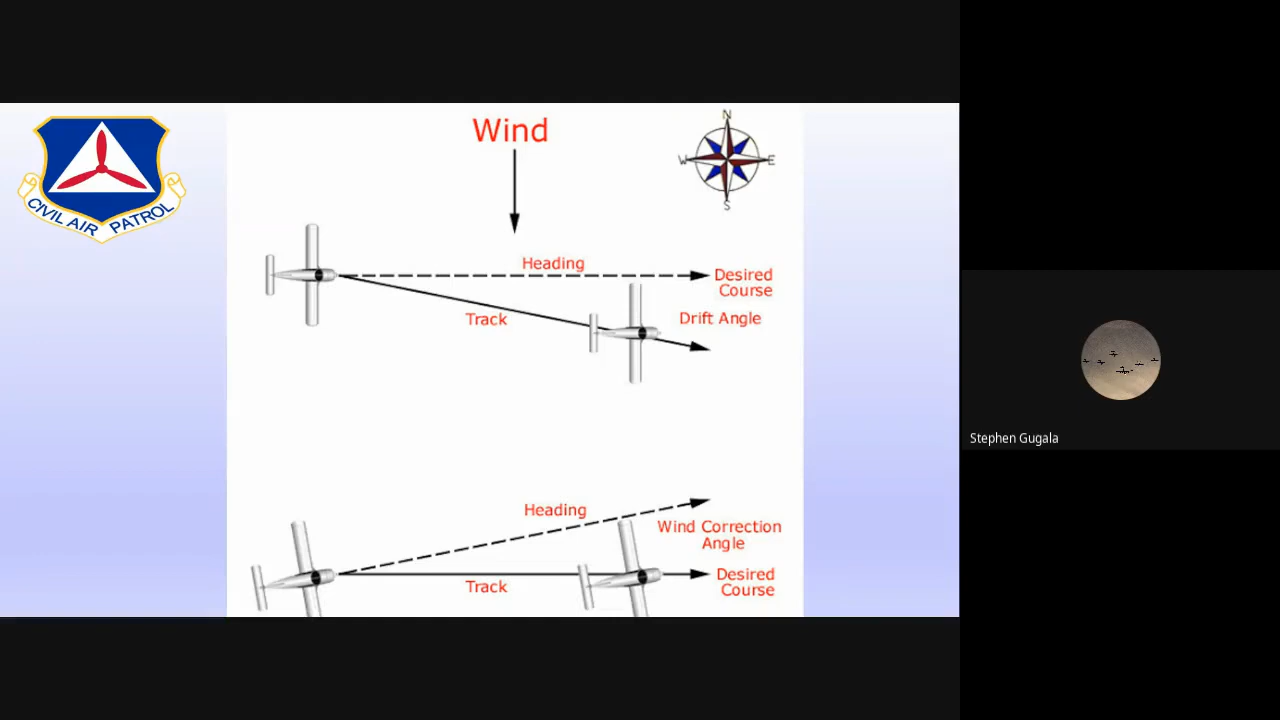 Wind
N
W E
S
CIVIL AIR PATROL
Heading
Desired
Course
Track
Drift Angle
Heading
Wind Correction
Angle
Track
Desired
Course
Stephen Gugala